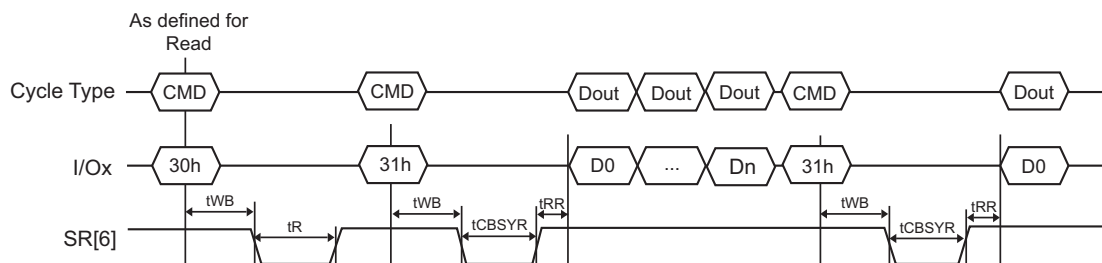 As defined for
Read
Cycle Type CMD CMD Dout Dout Dout CMD Dout
I/Ox 30h 31h D0 ... Dn 31h D0
tWB tR tWB tCBSYR tRR tWB tCBSYR tRR
SR[6]